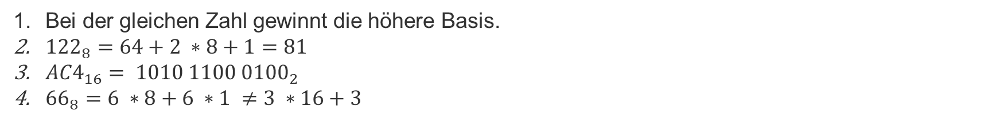 1. Bei der gleichen Zahl gewinnt die höhere Basis.
2. 122₈ = 64 + 2 * 8 + 1 = 81
3. AC4₁₆ = 1010 1100 0100₂
4. 66₈ = 6 * 8 + 6 * 1 ≠ 3 * 16 + 3